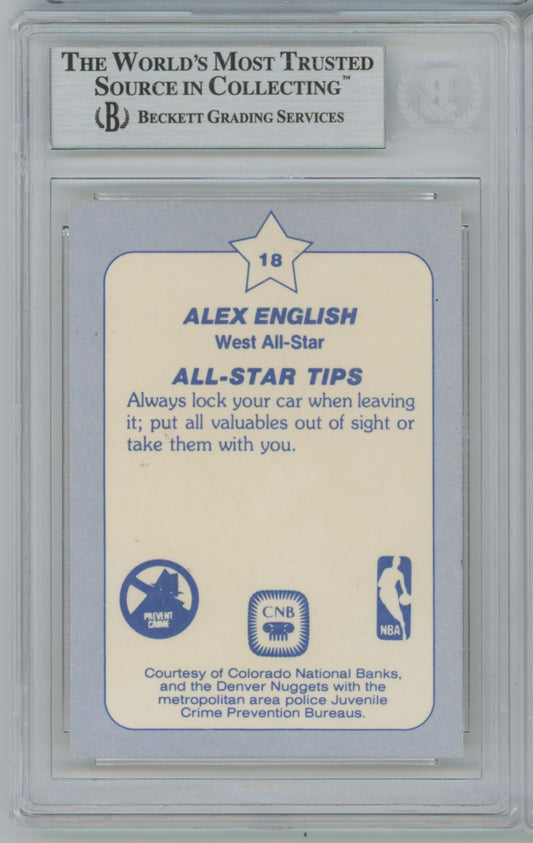 THE WORLD'S MOST TRUSTED
SOURCE IN COLLECTING™
B BECKETT GRADING SERVICES
18
ALEX ENGLISH
West All-Star
ALL-STAR TIPS
Always lock your car when leaving
it; put all valuables out of sight or
take them with you.
PREVENT
CRIME
CNB
NBA
Courtesy of Colorado National Banks,
and the Denver Nuggets with the
metropolitan area police Juvenile
Crime Prevention Bureaus.